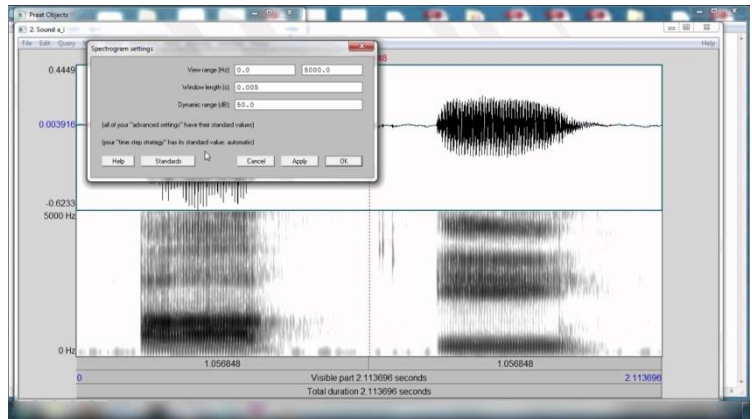 Praat Objects
2. Sound a_i
File Edit Query
Help
Spectrogram settings
48
View range (Hz): 0.0 5000.0
Window length (s): 0.005
Dynamic range (dB): 50.0
(all of your "advanced settings" have their standard values)
(your "time step strategy" has its standard value: automatic)
Help Standards Cancel Apply OK
0.4449
0.003916
-0.6233
5000 Hz
0 Hz
1.056848 1.056848
0 Visible part 2.113696 seconds 2.113696
Total duration 2.113696 seconds